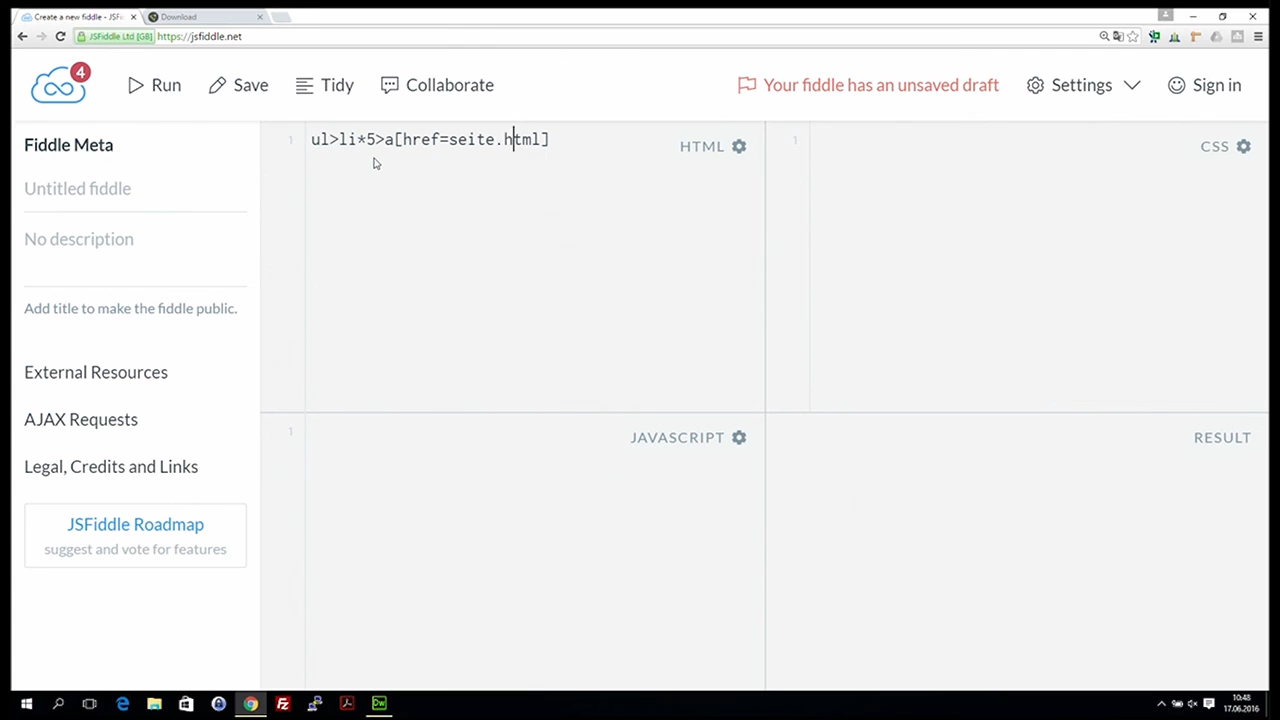 Create a new fiddle - JSFi
Download
JSFiddle Ltd [GB] https://jsfiddle.net
4
Run
Save
Tidy
Collaborate
Your fiddle has an unsaved draft
Settings
Sign in
Fiddle Meta
Untitled fiddle
No description
Add title to make the fiddle public.
External Resources
AJAX Requests
Legal, Credits and Links
JSFiddle Roadmap
suggest and vote for features
1 ul>li*5>a[href=seite.html]
HTML
1
CSS
1
JAVASCRIPT
RESULT
Dw
10:48
17.06.2016